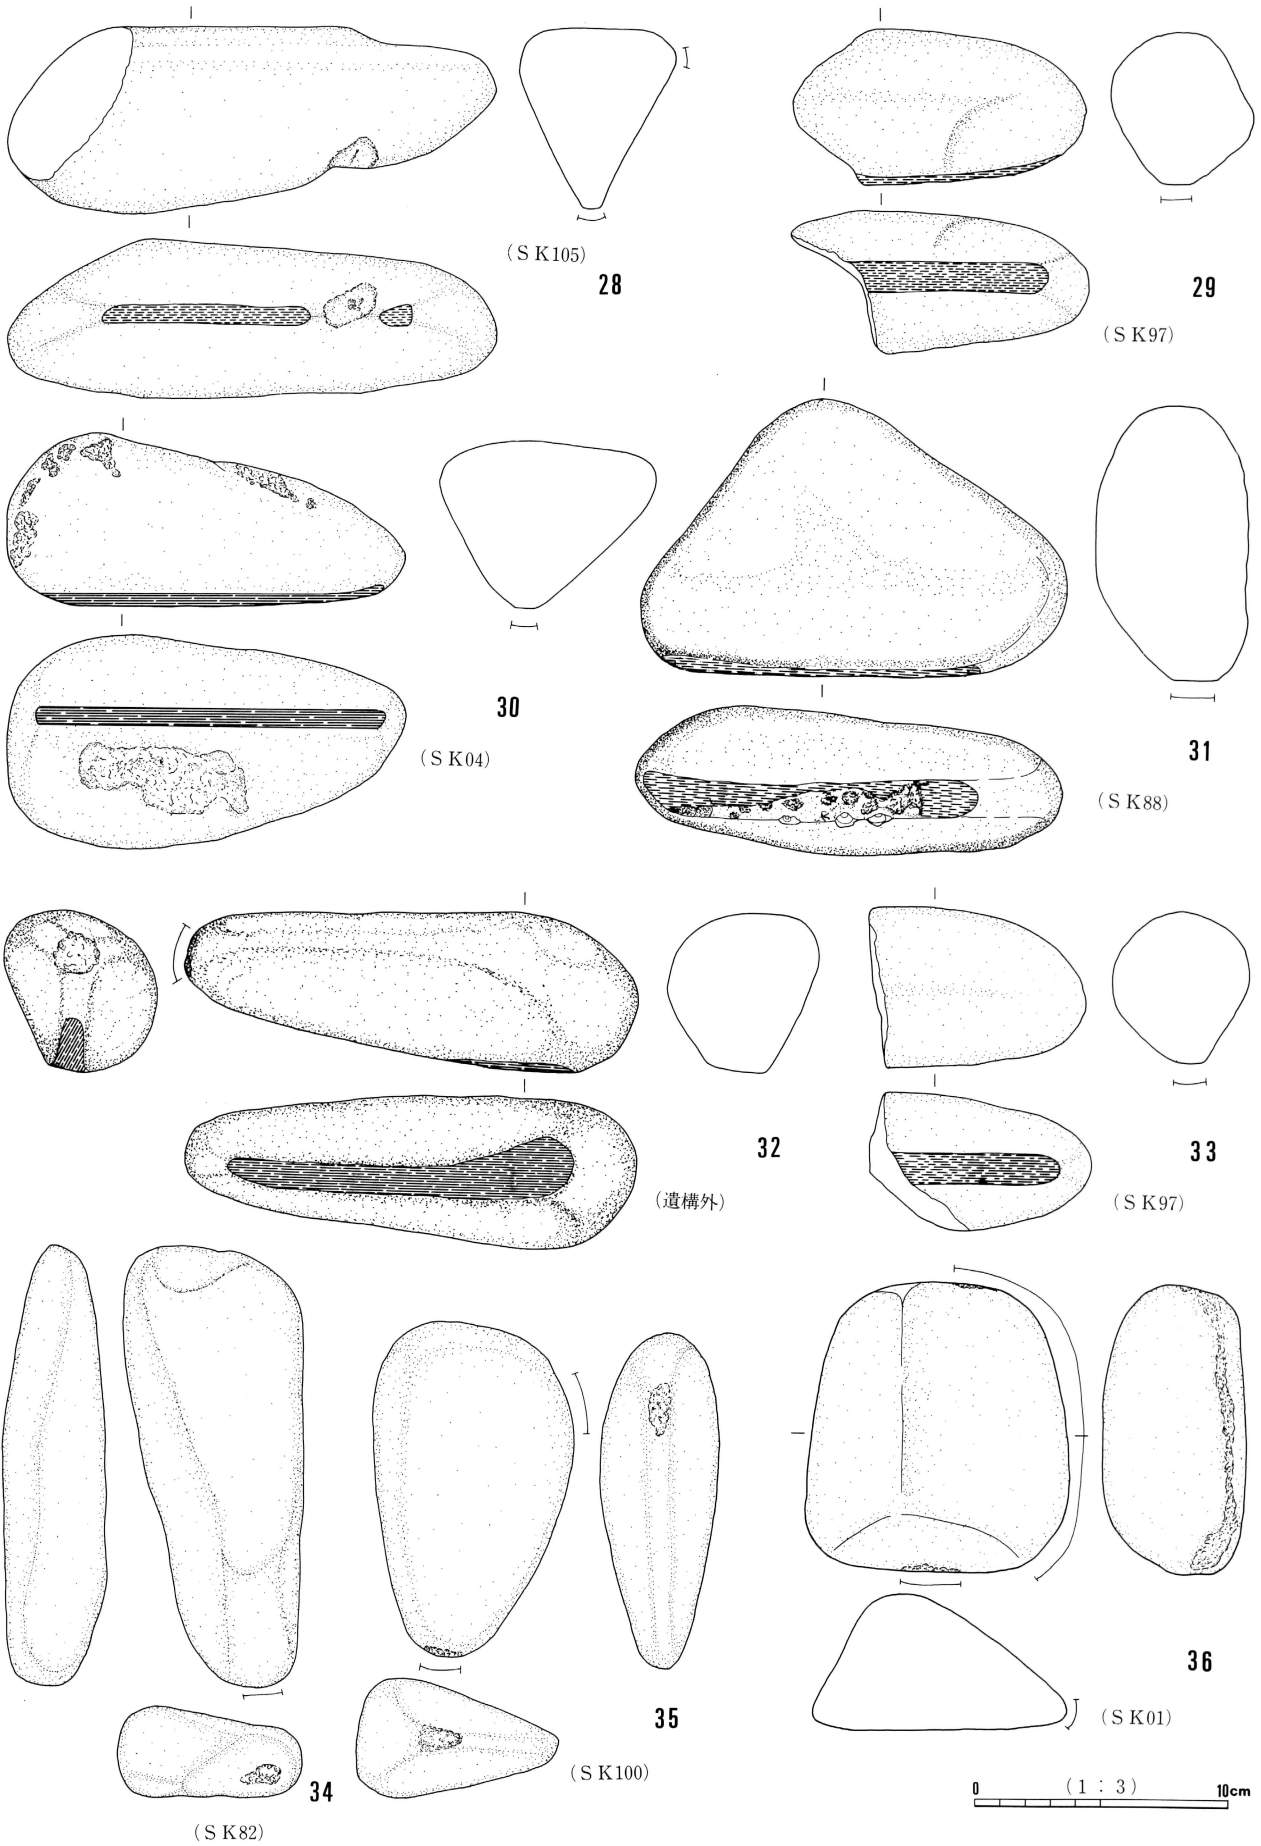 (SK105)
28
29
(SK97)
30
(SK04)
31
(SK88)
32
(遺構外)
33
(SK97)
34
(SK82)
35
(SK100)
36
(SK01)
0 (1:3) 10cm